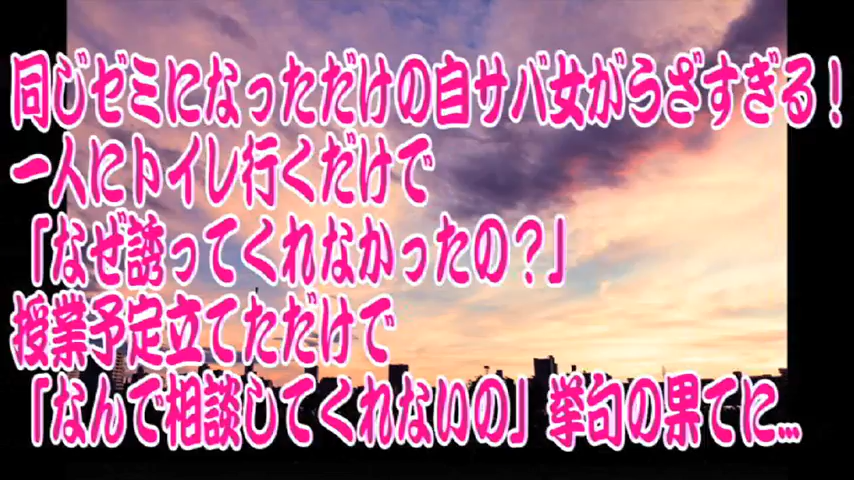 同じゼミになっただけの自サバ女がうざすぎる！
一人にトイレ行くだけで
「なぜ誘ってくれなかったの？」
授業予定立てただけで
「なんで相談してくれないの」挙句の果てに...